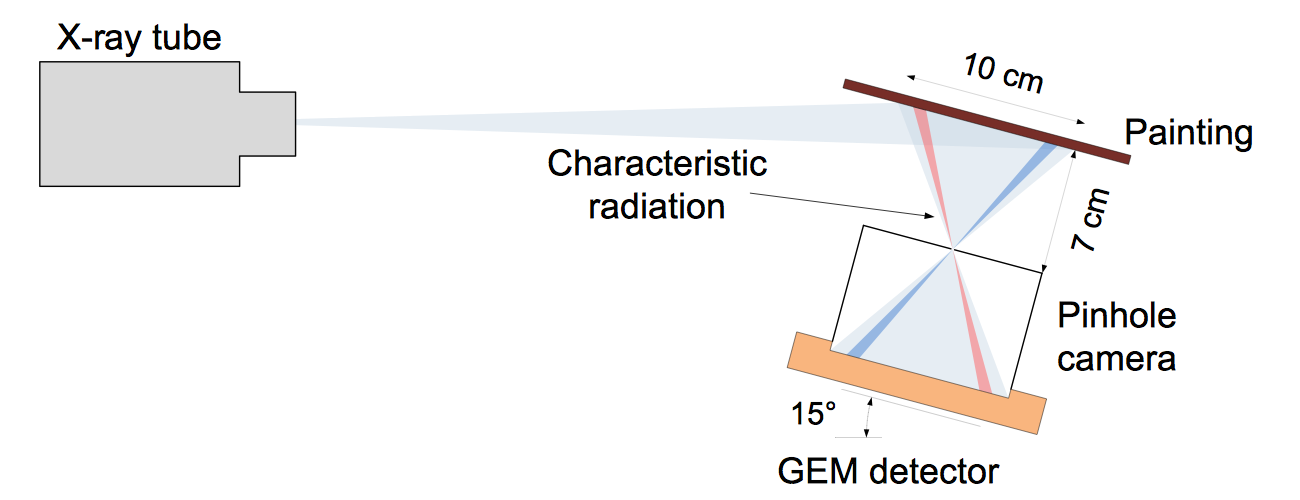 X-ray tube
10 cm
Painting
Characteristic
radiation
7 cm
Pinhole
camera
15°
GEM detector